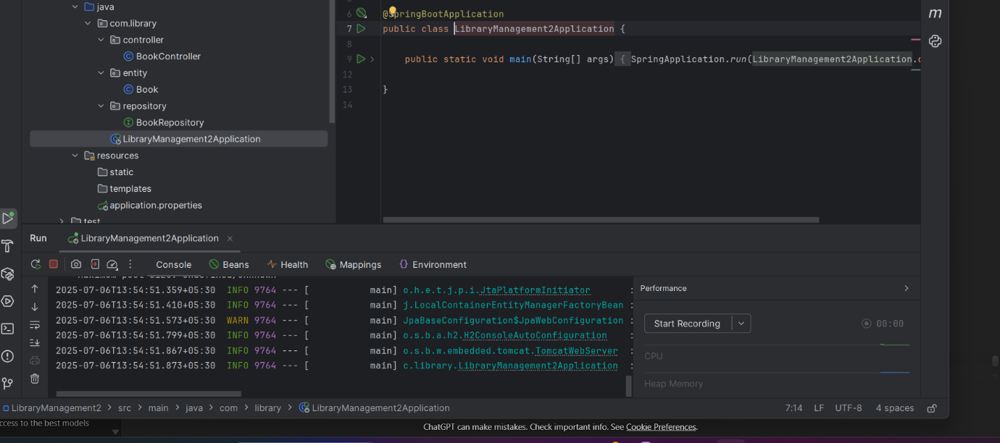 java
com.library
controller
BookController
entity
Book
repository
BookRepository
LibraryManagement2Application
resources
static
templates
application.properties
test
6 @SpringBootApplication
7 public class LibraryManagement2Application {
8
9 public static void main(String[] args) { SpringApplication.run(LibraryManagement2Application.c
12
13 }
14
m
Run LibraryManagement2Application ×
Console Beans Health Mappings Environment
2025-07-06T13:54:51.359+05:30 INFO 9764 --- [ main] o.h.e.t.j.p.i.JtaPlatformInitiator :
2025-07-06T13:54:51.410+05:30 INFO 9764 --- [ main] j.LocalContainerEntityManagerFactoryBean :
2025-07-06T13:54:51.573+05:30 WARN 9764 --- [ main] JpaBaseConfiguration$JpaWebConfiguration :
2025-07-06T13:54:51.799+05:30 INFO 9764 --- [ main] o.s.b.a.h2.H2ConsoleAutoConfiguration :
2025-07-06T13:54:51.867+05:30 INFO 9764 --- [ main] o.s.b.w.embedded.tomcat.TomcatWebServer :
2025-07-06T13:54:51.873+05:30 INFO 9764 --- [ main] c.library.LibraryManagement2Application :
Performance
Start Recording 00:00
CPU
Heap Memory
LibraryManagement2 > src > main > java > com > library > LibraryManagement2Application 7:14 LF UTF-8 4 spaces
ccess to the best models
ChatGPT can make mistakes. Check important info. See Cookie Preferences.